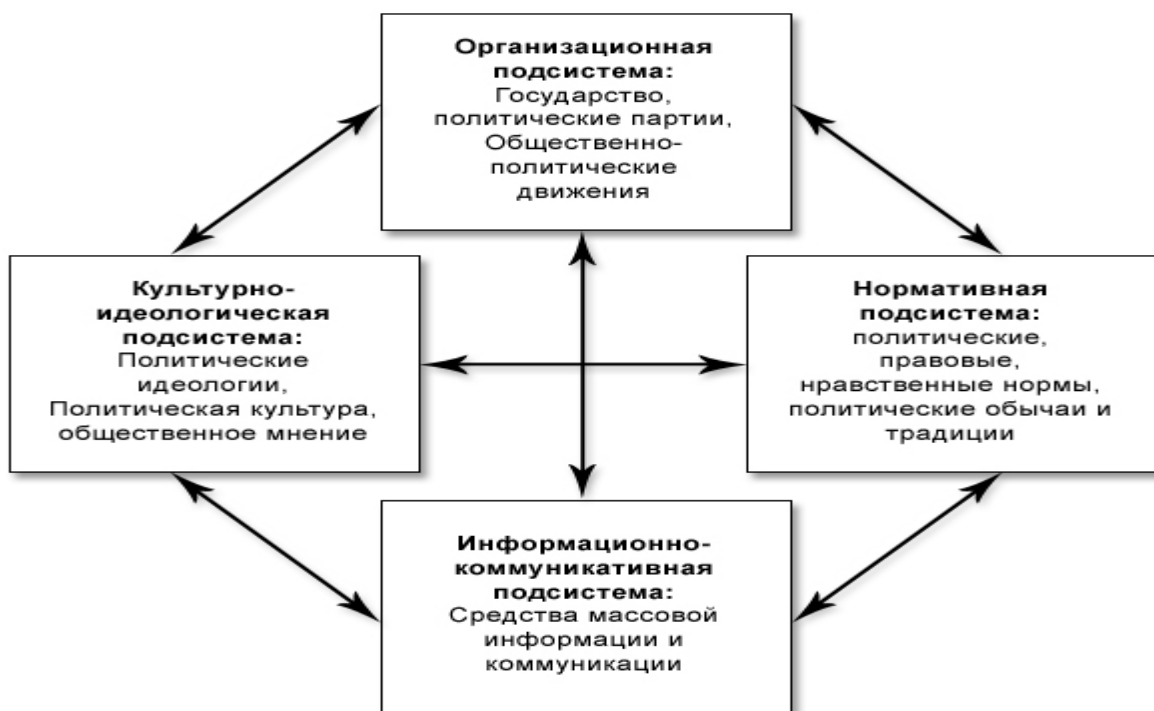 Организационная
подсистема:
Государство,
политические партии,
Общественно-
политические
движения
Культурно-
идеологическая
подсистема:
Политические
идеологии,
Политическая культура,
общественное мнение
Нормативная
подсистема:
политические,
правовые,
нравственные нормы,
политические обычаи и
традиции
Информационно-
коммуникативная
подсистема:
Средства массовой
информации и
коммуникации